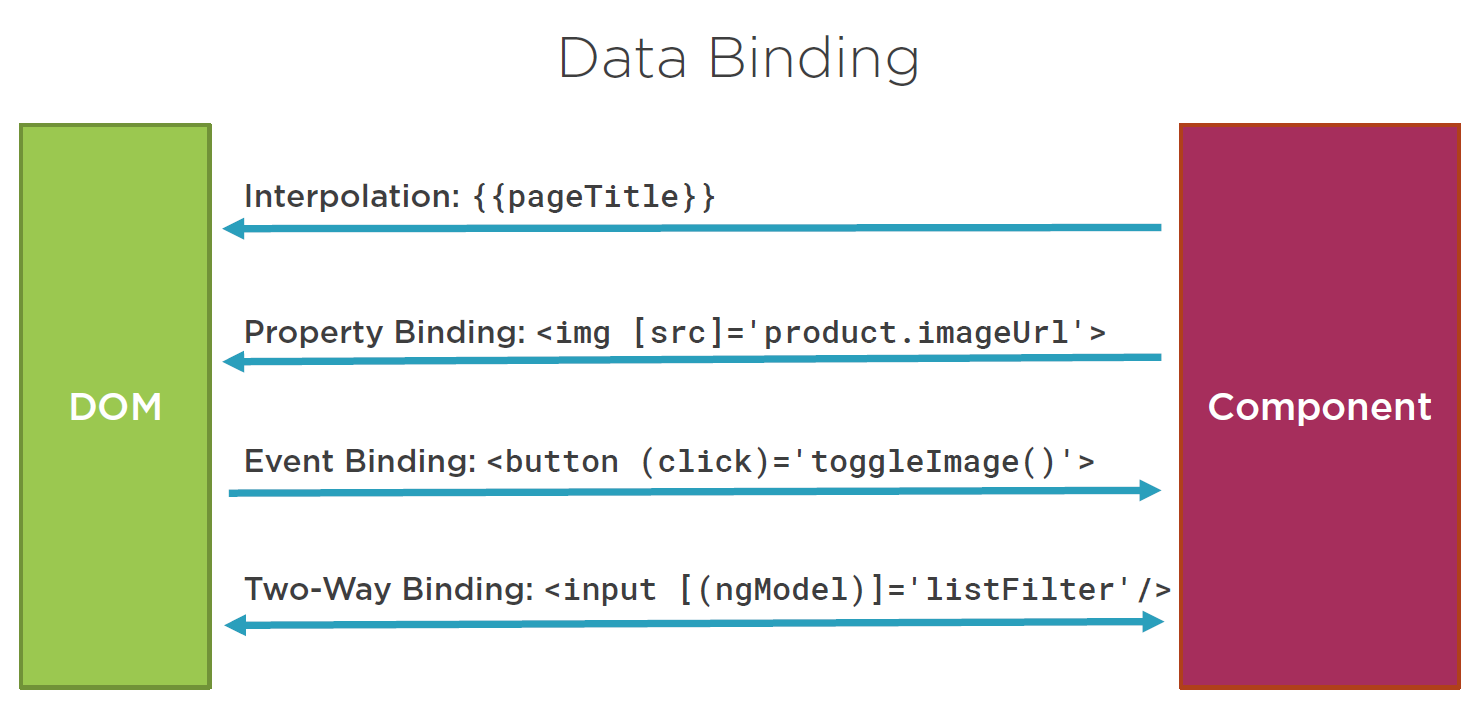 Data Binding
Interpolation: {{pageTitle}}
Property Binding: <img [src]='product.imageUrl'>
DOM
Component
Event Binding: <button (click)='toggleImage()'>
Two-Way Binding: <input [(ngModel)]='listFilter'/>